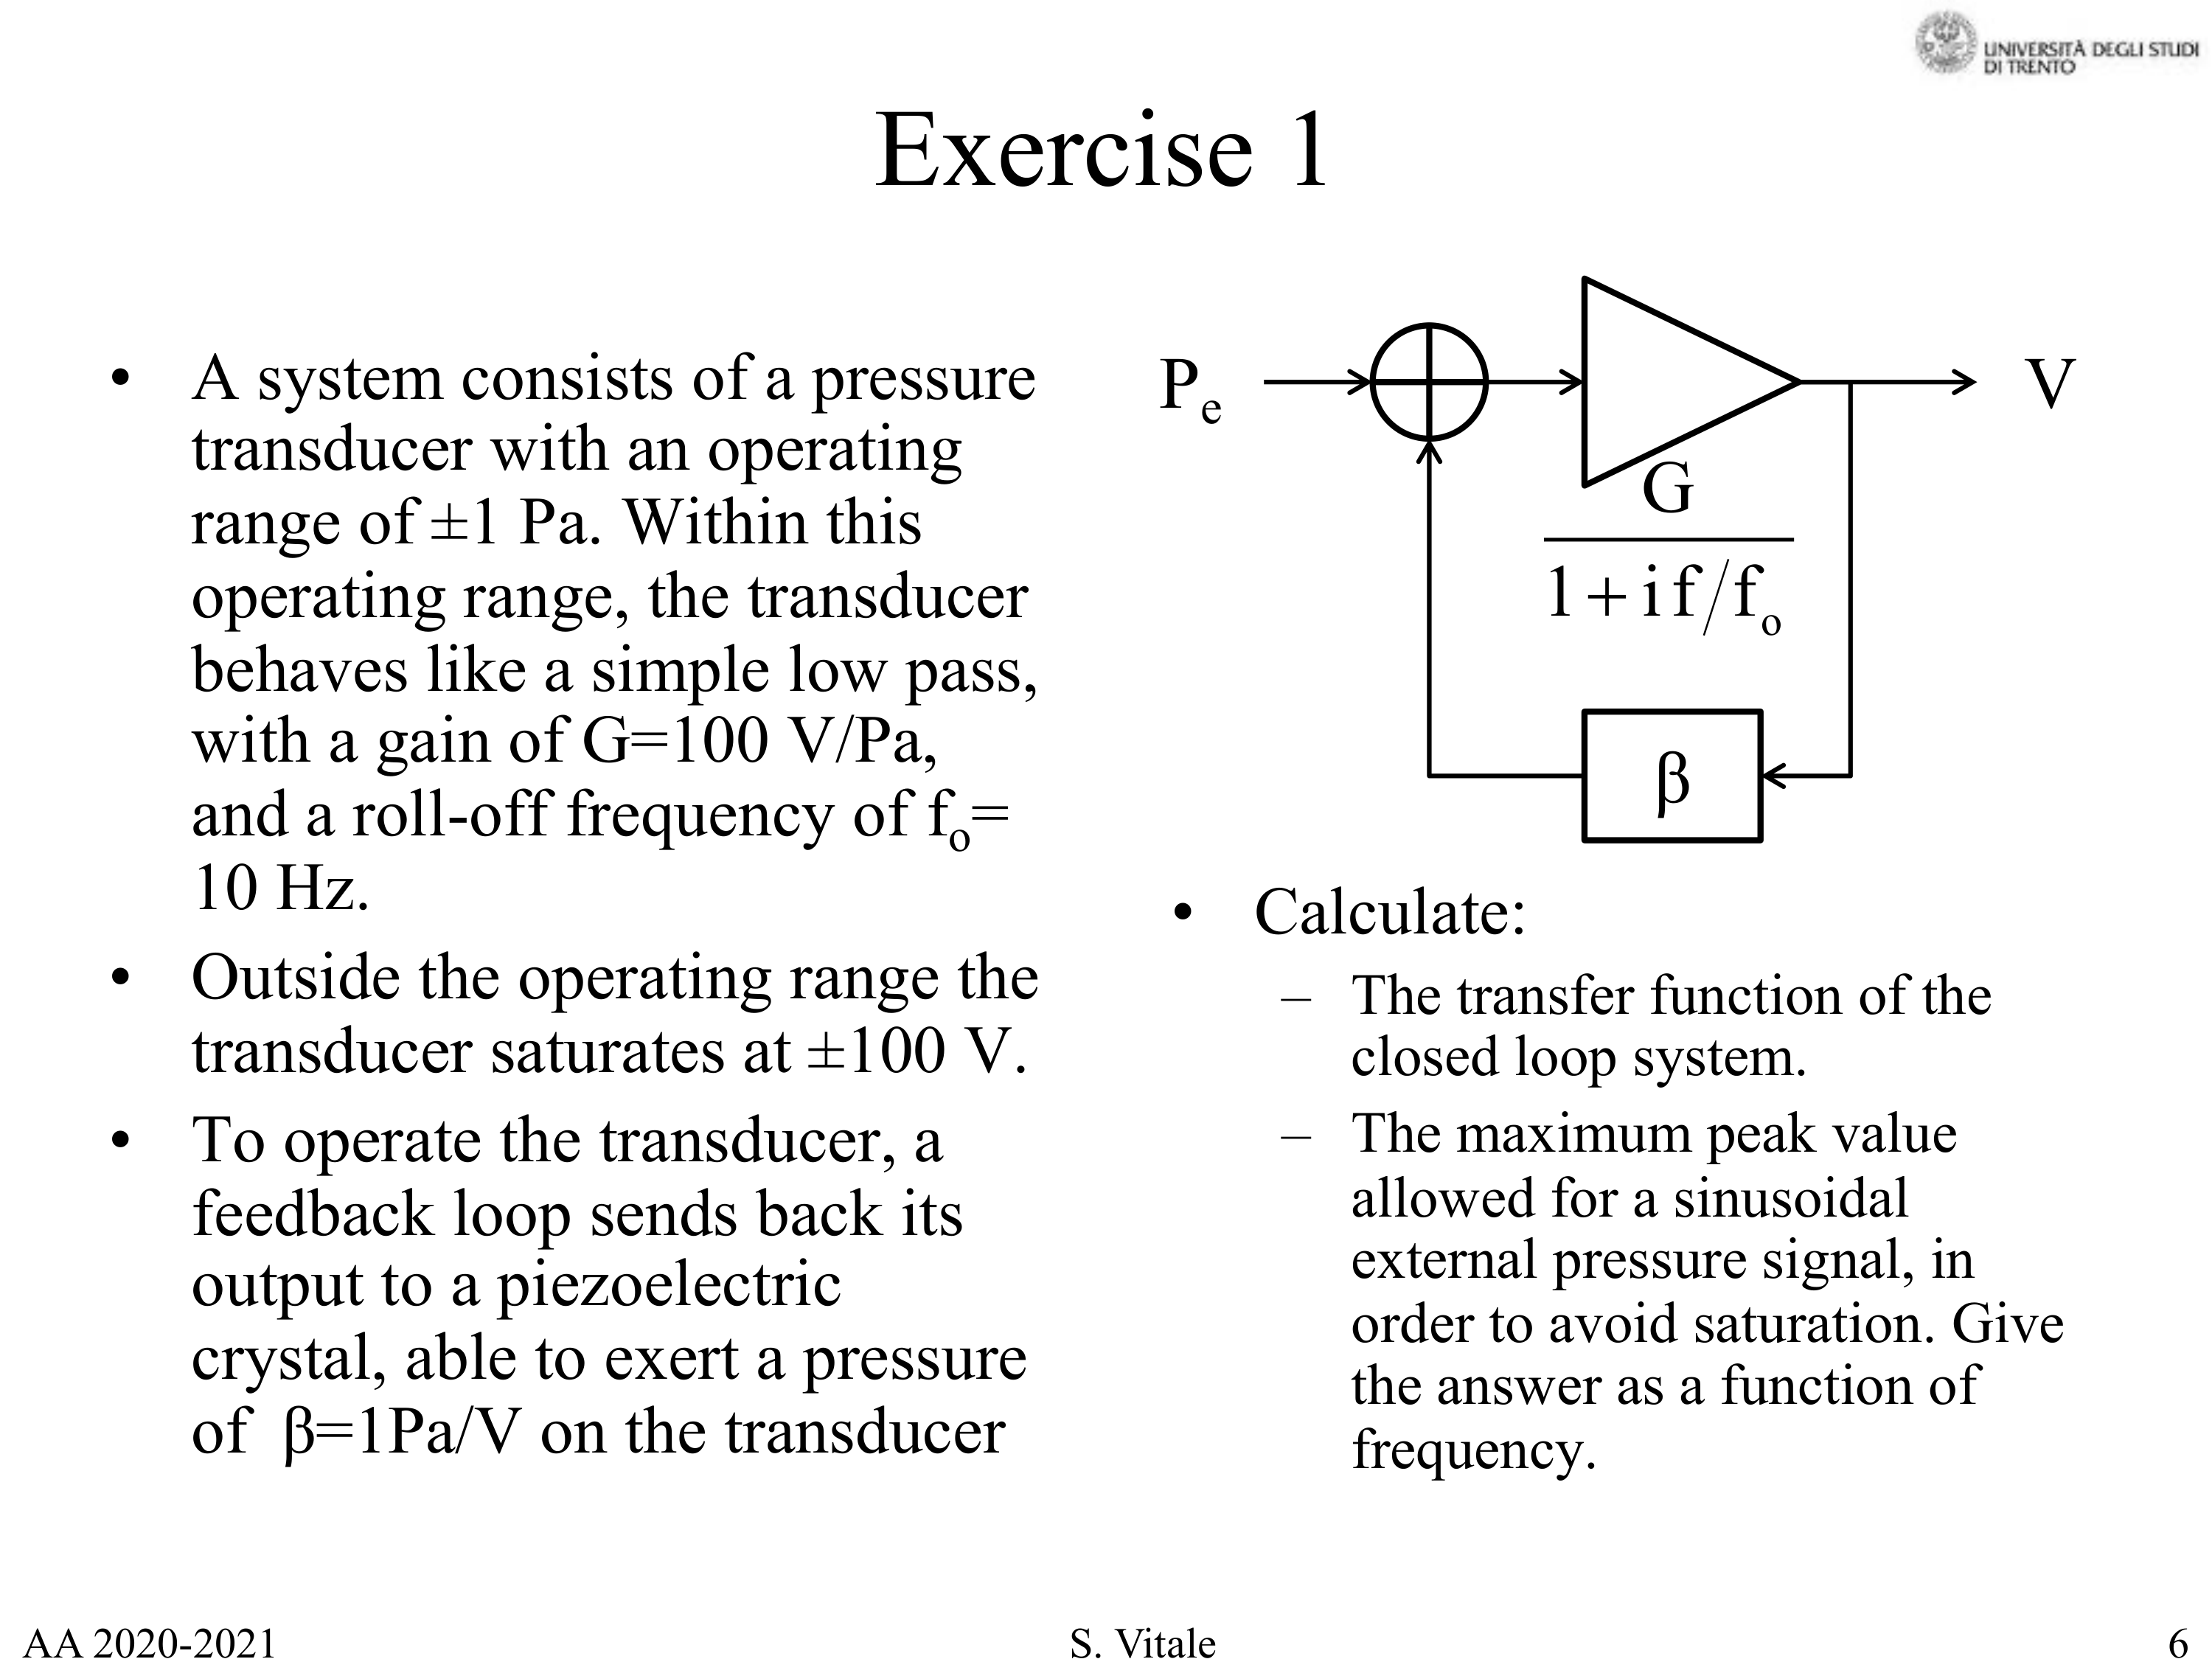 UNIVERSITÀ DEGLI STUDI
DI TRENTO
Exercise 1
• A system consists of a pressure
transducer with an operating
range of ±1 Pa. Within this
operating range, the transducer
behaves like a simple low pass,
with a gain of G=100 V/Pa,
and a roll-off frequency of fo=
10 Hz.
• Outside the operating range the
transducer saturates at ±100 V.
• To operate the transducer, a
feedback loop sends back its
output to a piezoelectric
crystal, able to exert a pressure
of β=1Pa/V on the transducer
Pe
V
G
1+if/fo
β
• Calculate:
– The transfer function of the
closed loop system.
– The maximum peak value
allowed for a sinusoidal
external pressure signal, in
order to avoid saturation. Give
the answer as a function of
frequency.
AA 2020-2021
S. Vitale
6